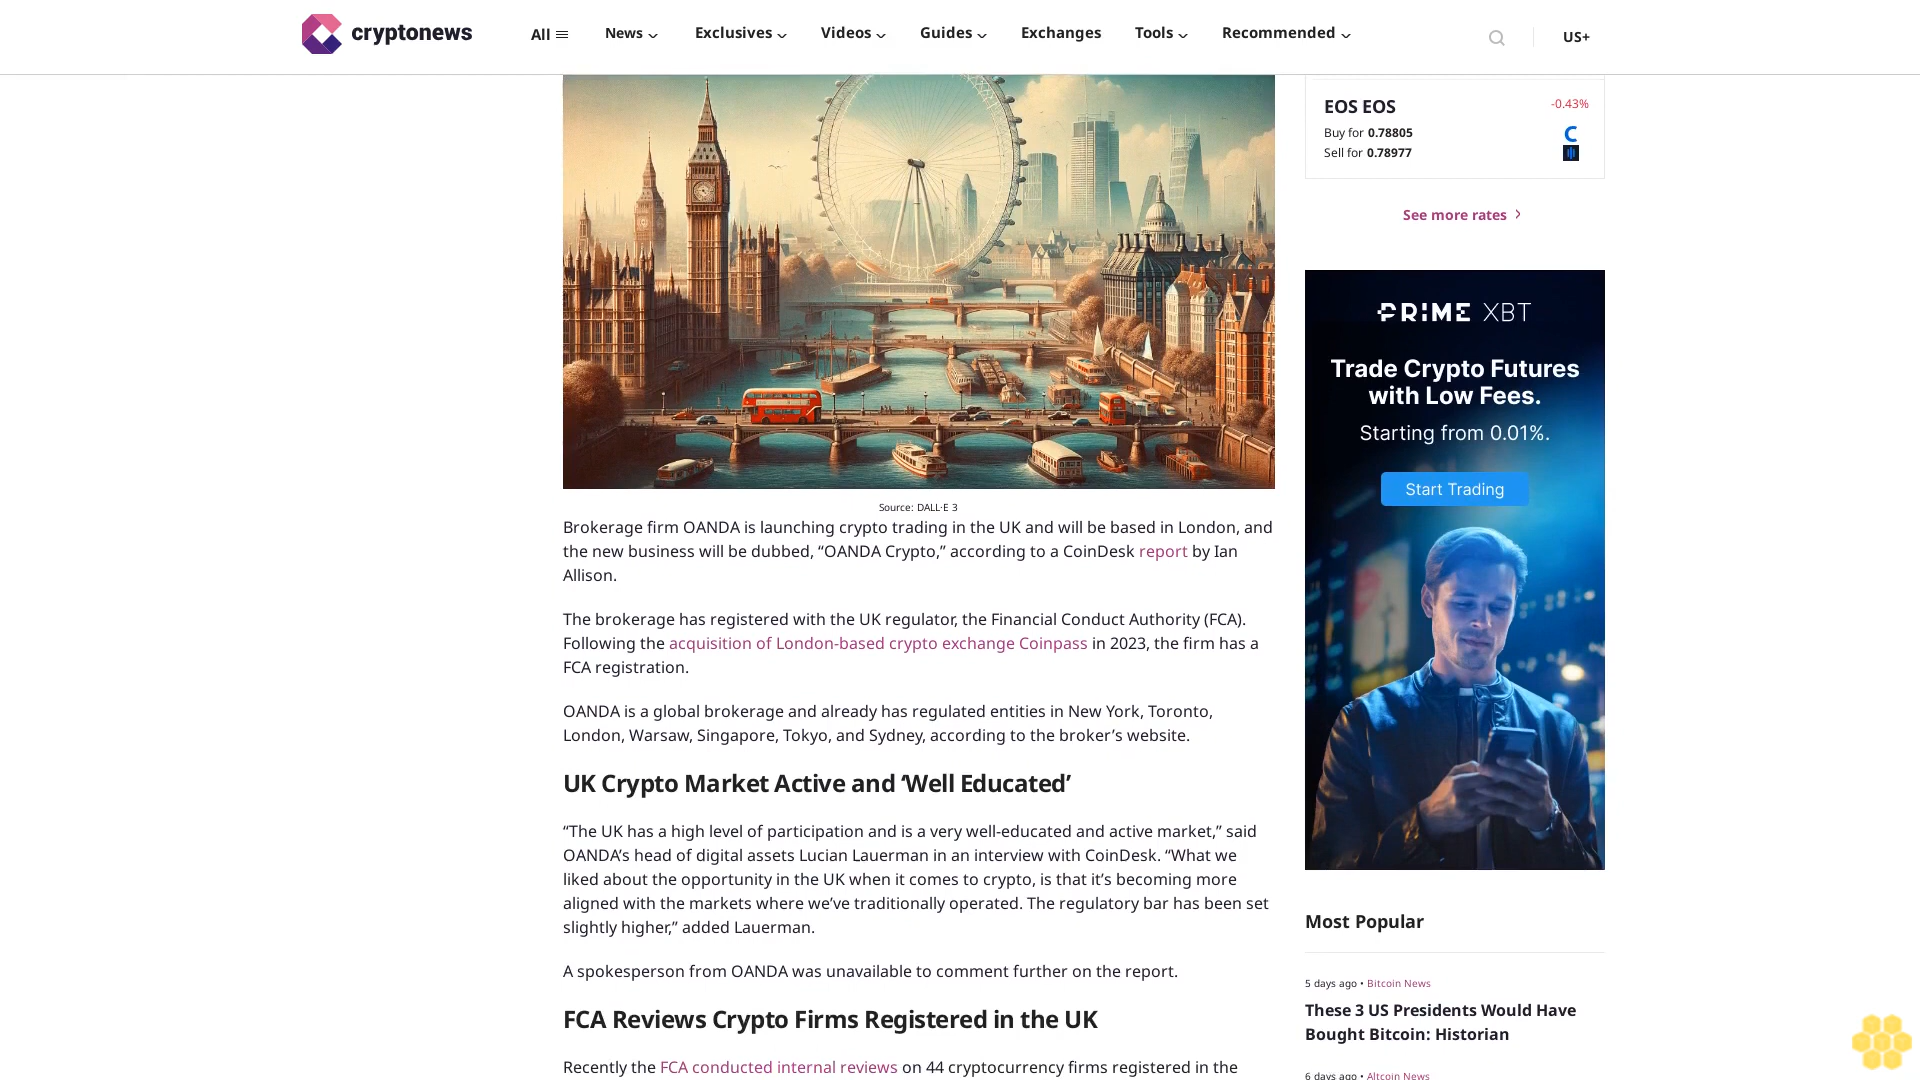 cryptonews
All
News
Exclusives
Videos
Guides
Exchanges
Tools
Recommended
US+
EOS EOS
-0.43%
Buy for 0.78805
Sell for 0.78977
See more rates
PRIME XBT
Trade Crypto Futures
with Low Fees.
Starting from 0.01%.
Start Trading
Source: DALL·E 3
Brokerage firm OANDA is launching crypto trading in the UK and will be based in London, and
the new business will be dubbed, “OANDA Crypto,” according to a CoinDesk report by Ian
Allison.
The brokerage has registered with the UK regulator, the Financial Conduct Authority (FCA).
Following the acquisition of London-based crypto exchange Coinpass in 2023, the firm has a
FCA registration.
OANDA is a global brokerage and already has regulated entities in New York, Toronto,
London, Warsaw, Singapore, Tokyo, and Sydney, according to the broker’s website.
UK Crypto Market Active and ‘Well Educated’
“The UK has a high level of participation and is a very well-educated and active market,” said
OANDA’s head of digital assets Lucian Lauerman in an interview with CoinDesk. “What we
liked about the opportunity in the UK when it comes to crypto, is that it’s becoming more
aligned with the markets where we’ve traditionally operated. The regulatory bar has been set
slightly higher,” added Lauerman.
A spokesperson from OANDA was unavailable to comment further on the report.
FCA Reviews Crypto Firms Registered in the UK
Recently the FCA conducted internal reviews on 44 cryptocurrency firms registered in the
Most Popular
5 days ago • Bitcoin News
These 3 US Presidents Would Have
Bought Bitcoin: Historian
6 days ago • Altcoin News